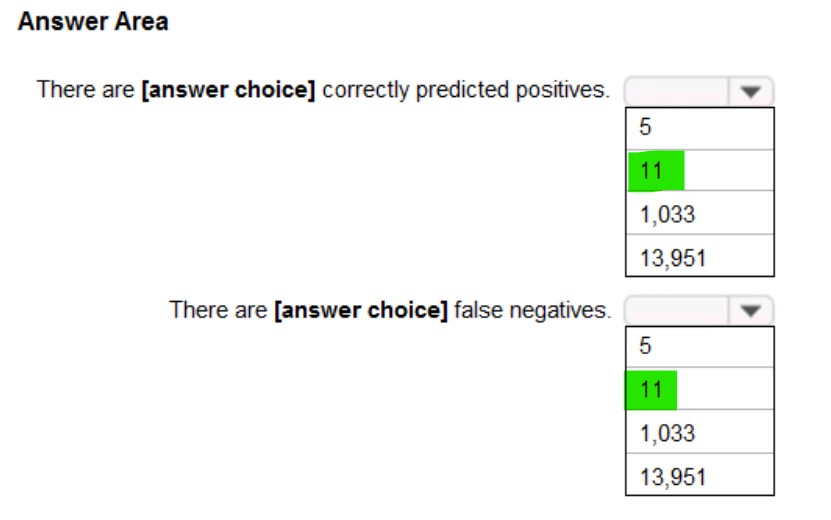 Answer Area
There are [answer choice] correctly predicted positives.
5
11
1,033
13,951
There are [answer choice] false negatives.
5
11
1,033
13,951